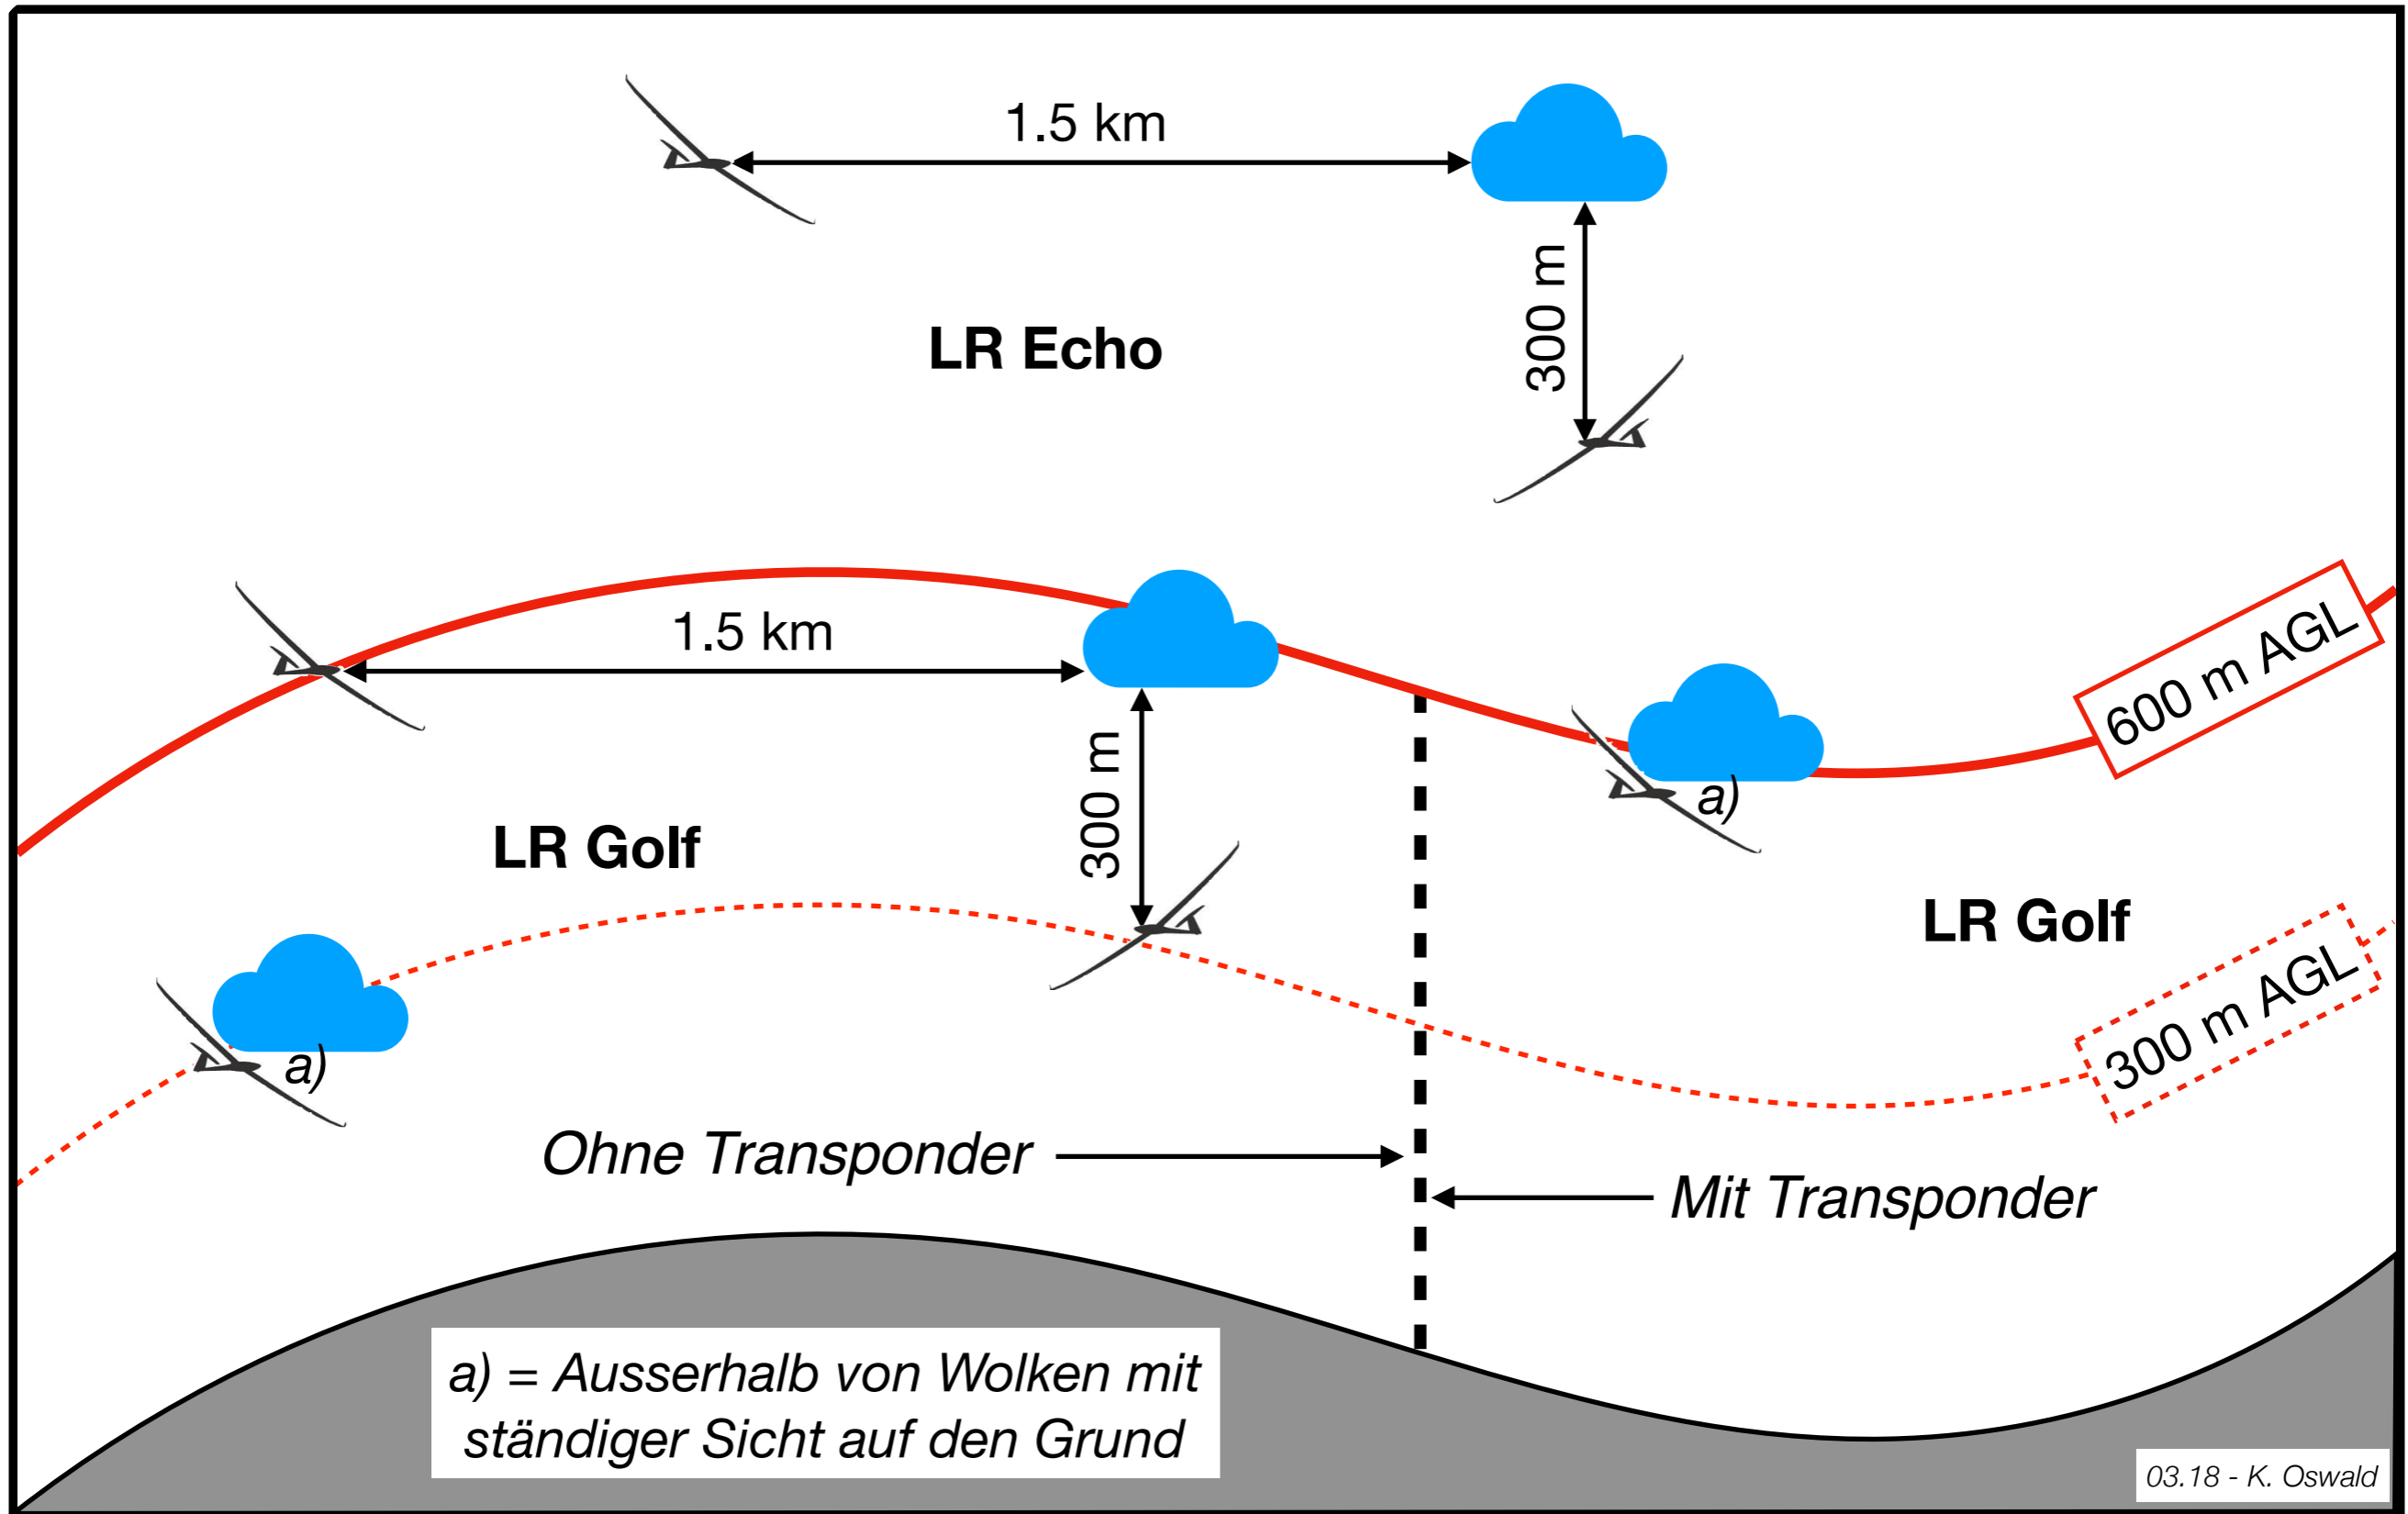 1.5 km
300 m
LR Echo
1.5 km
600 m AGL
300 m
a)
LR Golf
LR Golf
300 m AGL
a)
Ohne Transponder
Mit Transponder
a) = Ausserhalb von Wolken mit
ständiger Sicht auf den Grund
03.18 - K. Oswald